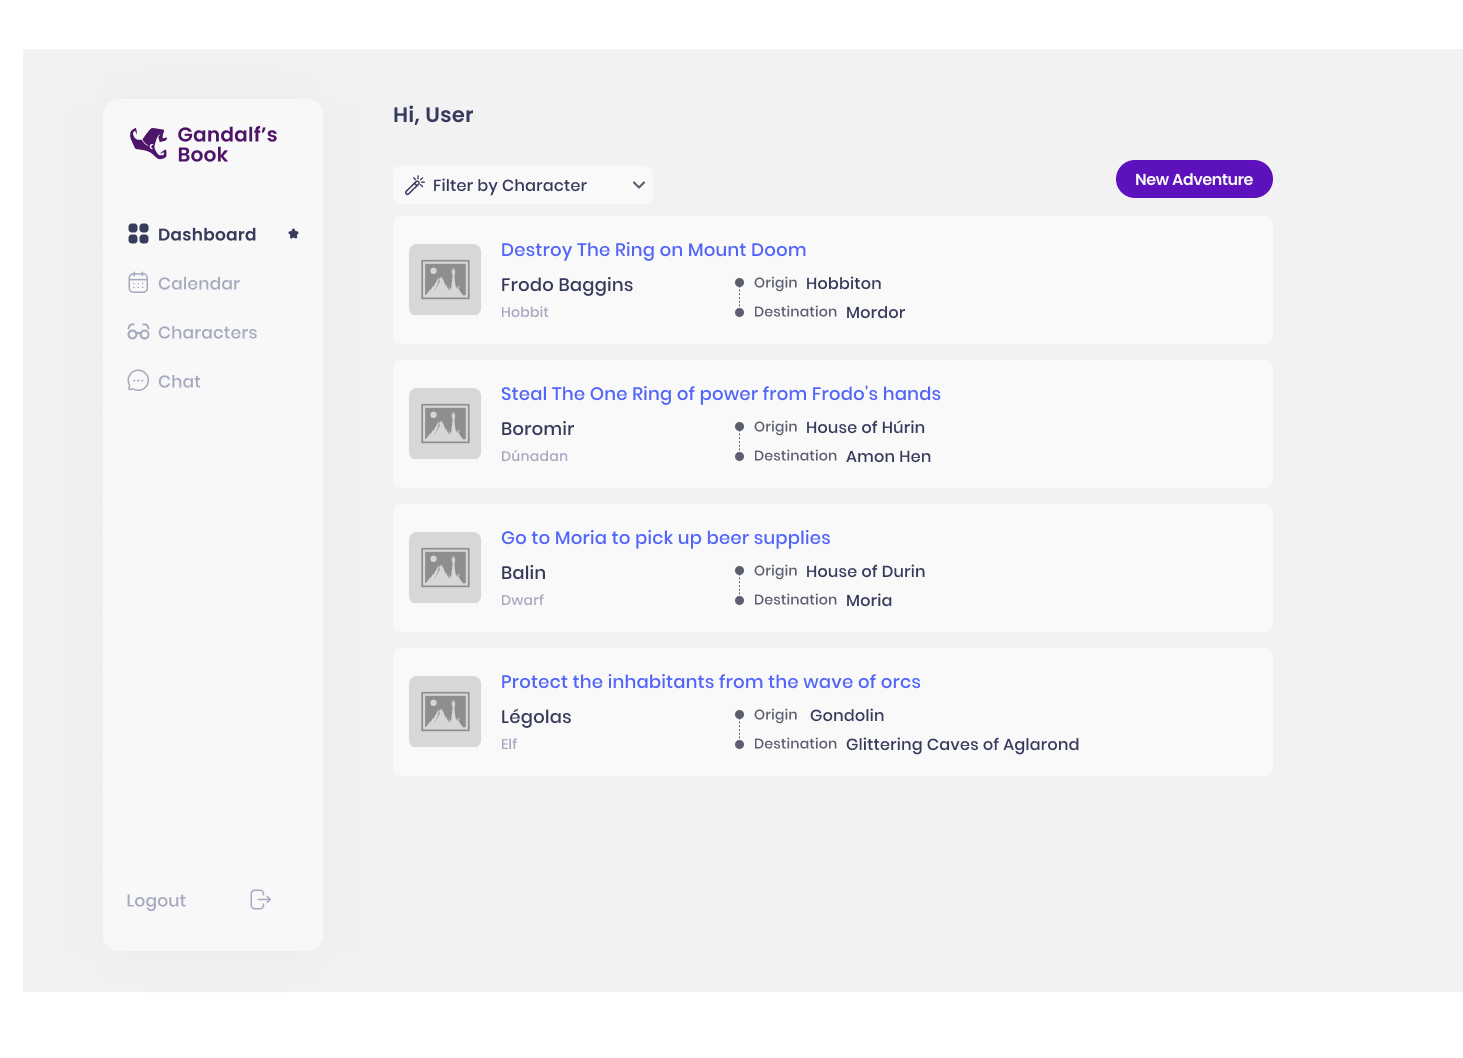 Gandalf’s
Book
Dashboard
Calendar
Characters
Chat
Logout
Hi, User
Filter by Character
New Adventure
Destroy The Ring on Mount Doom
Frodo Baggins
Hobbit
Origin Hobbiton
Destination Mordor
Steal The One Ring of power from Frodo's hands
Boromir
Dúnadan
Origin House of Húrin
Destination Amon Hen
Go to Moria to pick up beer supplies
Balin
Dwarf
Origin House of Durin
Destination Moria
Protect the inhabitants from the wave of orcs
Légolas
Elf
Origin Gondolin
Destination Glittering Caves of Aglarond